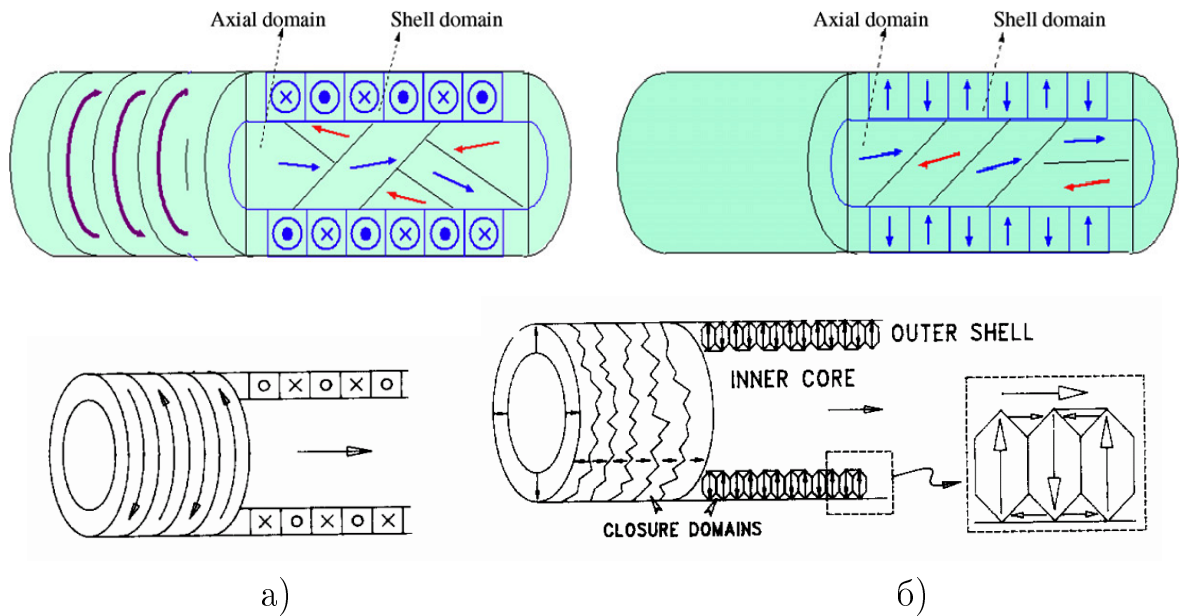 Axial domain
Shell domain
Axial domain
Shell domain
OUTER SHELL
INNER CORE
CLOSURE DOMAINS
а)
б)